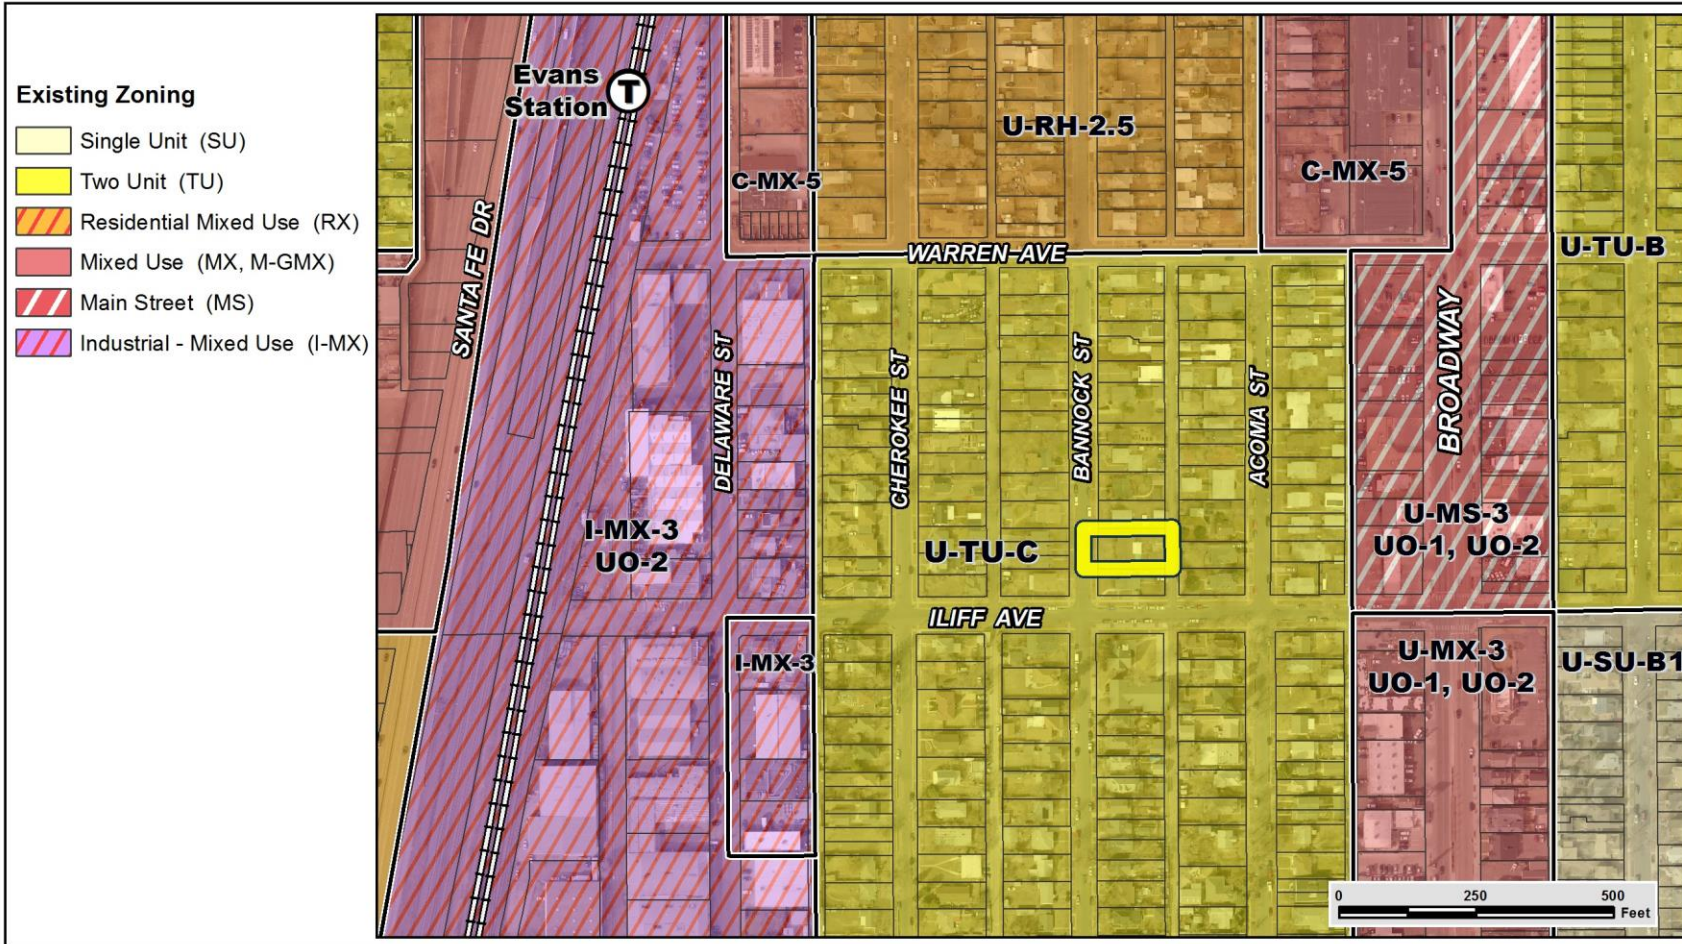 Existing Zoning
Single Unit (SU)
Two Unit (TU)
Residential Mixed Use (RX)
Mixed Use (MX, M-GMX)
Main Street (MS)
Industrial - Mixed Use (I-MX)
Evans
Station
T
C-MX-5
U-RH-2.5
C-MX-5
U-TU-B
WARREN AVE
SANTA FE DR
DELAWARE ST
CHEROKEE ST
BANNOCK ST
ACOMA ST
BROADWAY
I-MX-3
UO-2
U-TU-C
U-MS-3
UO-1, UO-2
ILIFF AVE
I-MX-3
U-MX-3
UO-1, UO-2
U-SU-B1
0 250 500
Feet